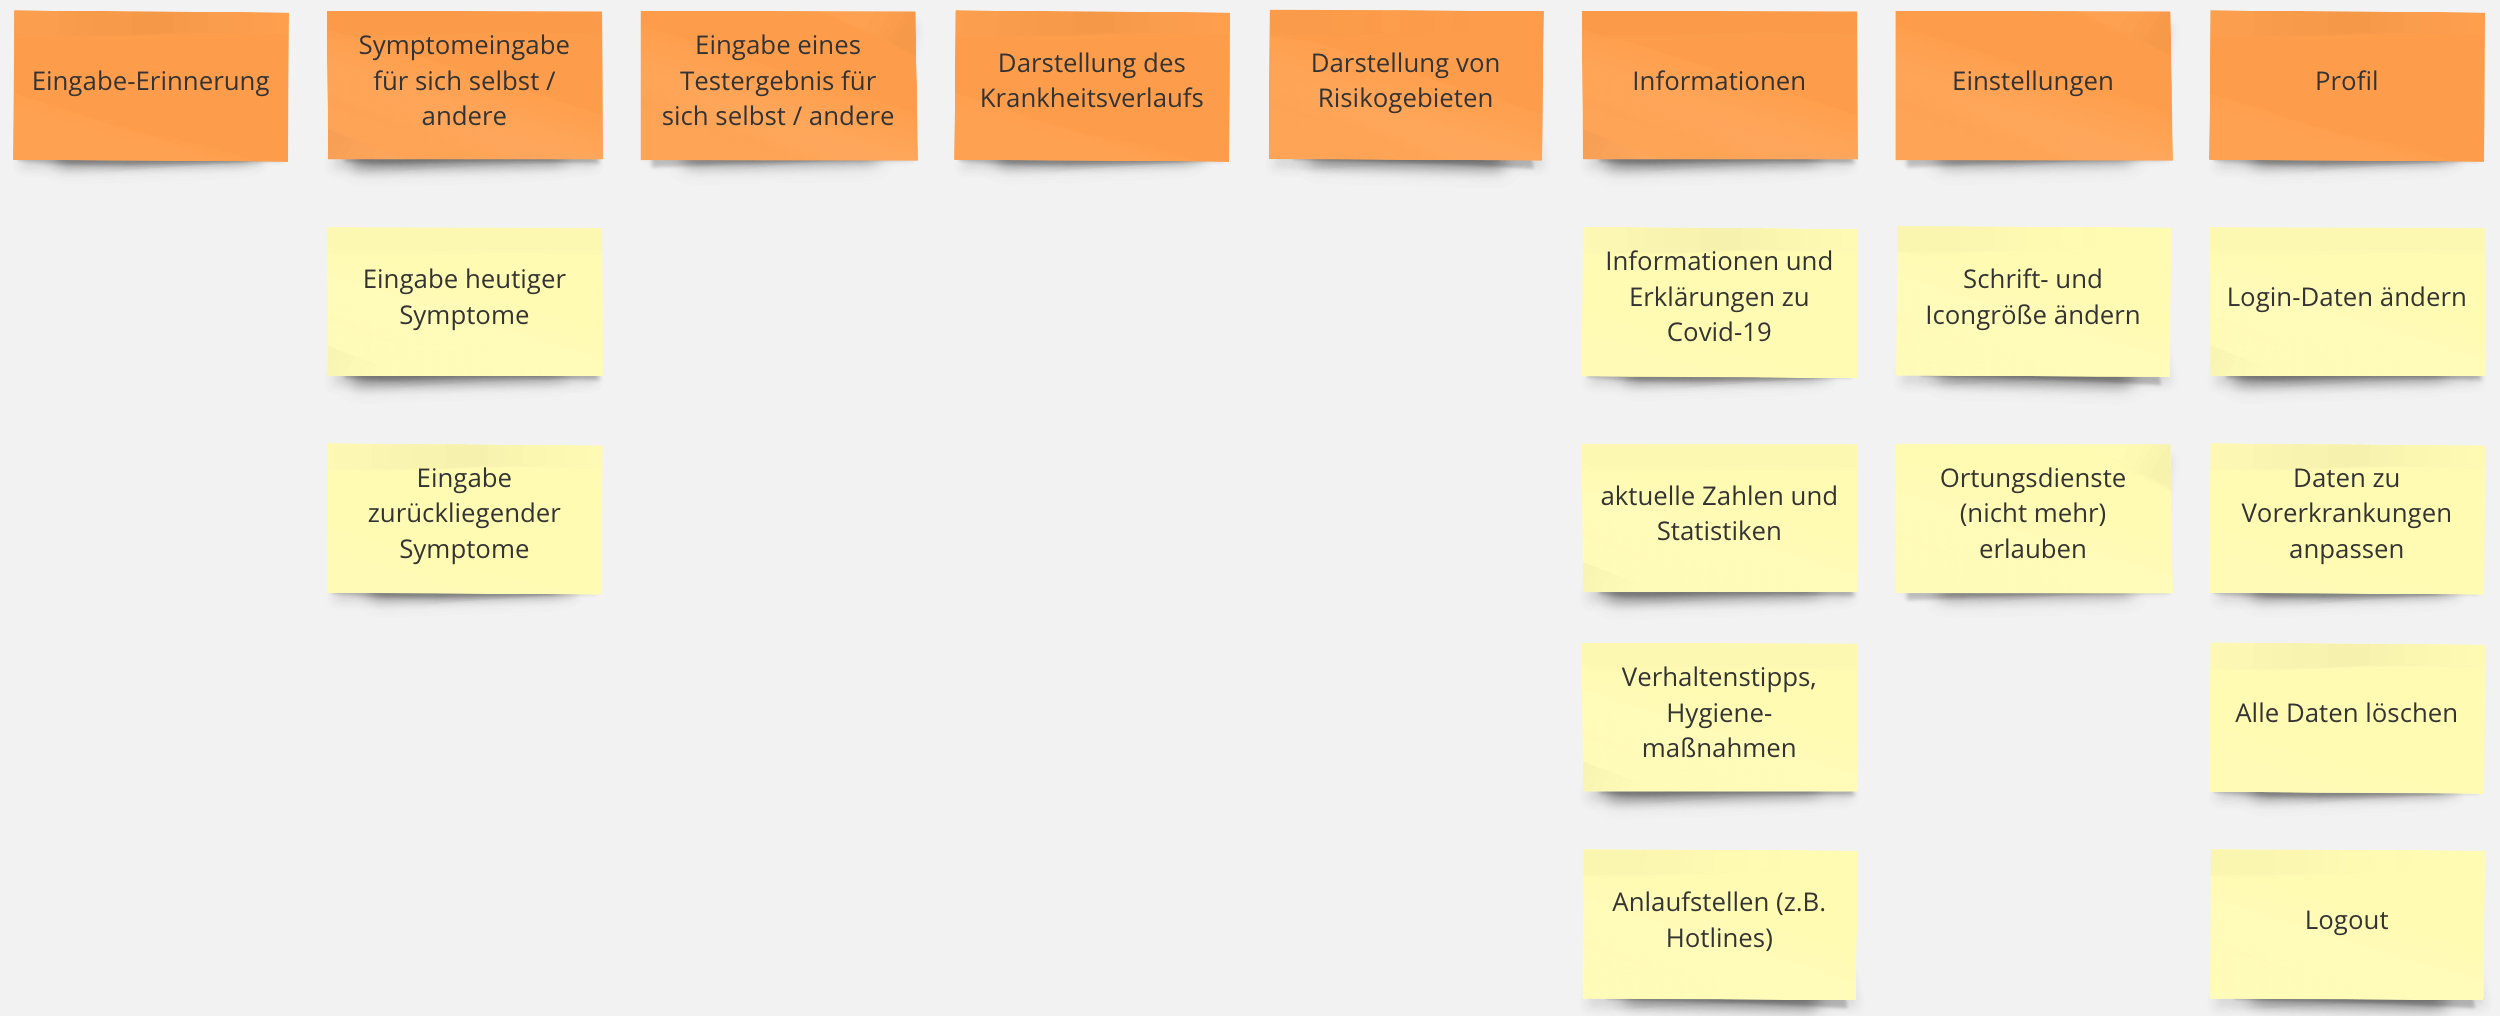 Eingabe-Erinnerung
Symptomeingabe
für sich selbst /
andere
Eingabe eines
Testergebnis für
sich selbst / andere
Darstellung des
Krankheitsverlaufs
Darstellung von
Risikogebieten
Informationen
Einstellungen
Profil
Eingabe heutiger
Symptome
Informationen und
Erklärungen zu
Covid-19
Schrift- und
Icongröße ändern
Login-Daten ändern
Eingabe
zurückliegender
Symptome
aktuelle Zahlen und
Statistiken
Ortungsdienste
(nicht mehr)
erlauben
Daten zu
Vorerkrankungen
anpassen
Verhaltenstipps,
Hygiene-
maßnahmen
Alle Daten löschen
Anlaufstellen (z.B.
Hotlines)
Logout